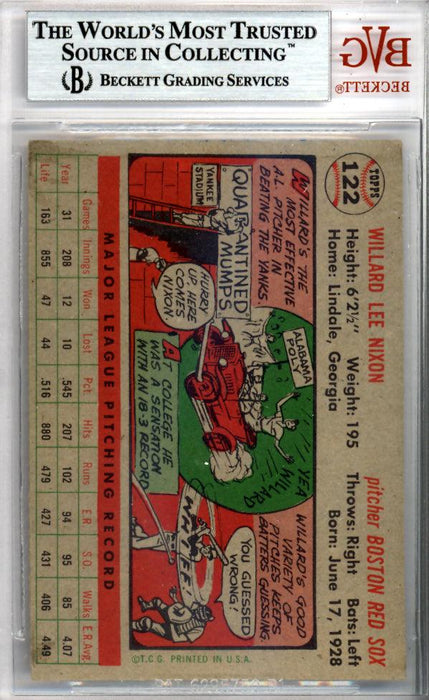 THE WORLD'S MOST TRUSTED
SOURCE IN COLLECTING™
B BECKETT GRADING SERVICES
BVG
BECKETT®
TOPPS
122
WILLARD LEE NIXON pitcher BOSTON RED SOX
Height: 6'2½" Weight: 195 Throws: Right Bats: Left
Home: Lindale, Georgia Born: June 17, 1928
WILLARD'S THE
MOST EFFECTIVE
A.L. PITCHER IN
BEATING THE YANKS.
YANKEE
STADIUM
"QUARANTINED"
MUMPS
HURRY
UP HERE
COMES
NIXON
ALABAMA
POLY
YEA
WILLARD
AT COLLEGE HE
WAS A SENSATION
WITH AN 18-3 RECORD.
WILLARD'S GOOD
VARIETY OF
PITCHES KEEPS
BATTERS GUESSING.
YOU GUESSED
WRONG!
WHIFF
MAJOR LEAGUE PITCHING RECORD
Games Innings Won Lost Pct. Hits Runs E.R. S.O. Walks E.R.Avg.
Year 31 208 12 10 .545 207 102 94 95 85 4.07
Life 163 855 47 44 .516 880 479 427 431 406 4.49
©T.C.G. PRINTED IN U.S.A.